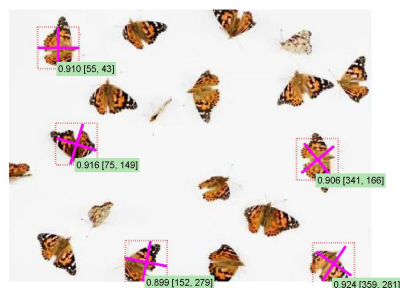 0.910 [55, 43]
0.916 [75, 149]
0.906 [341, 166]
0.899 [152, 279]
0.924 [359, 281]